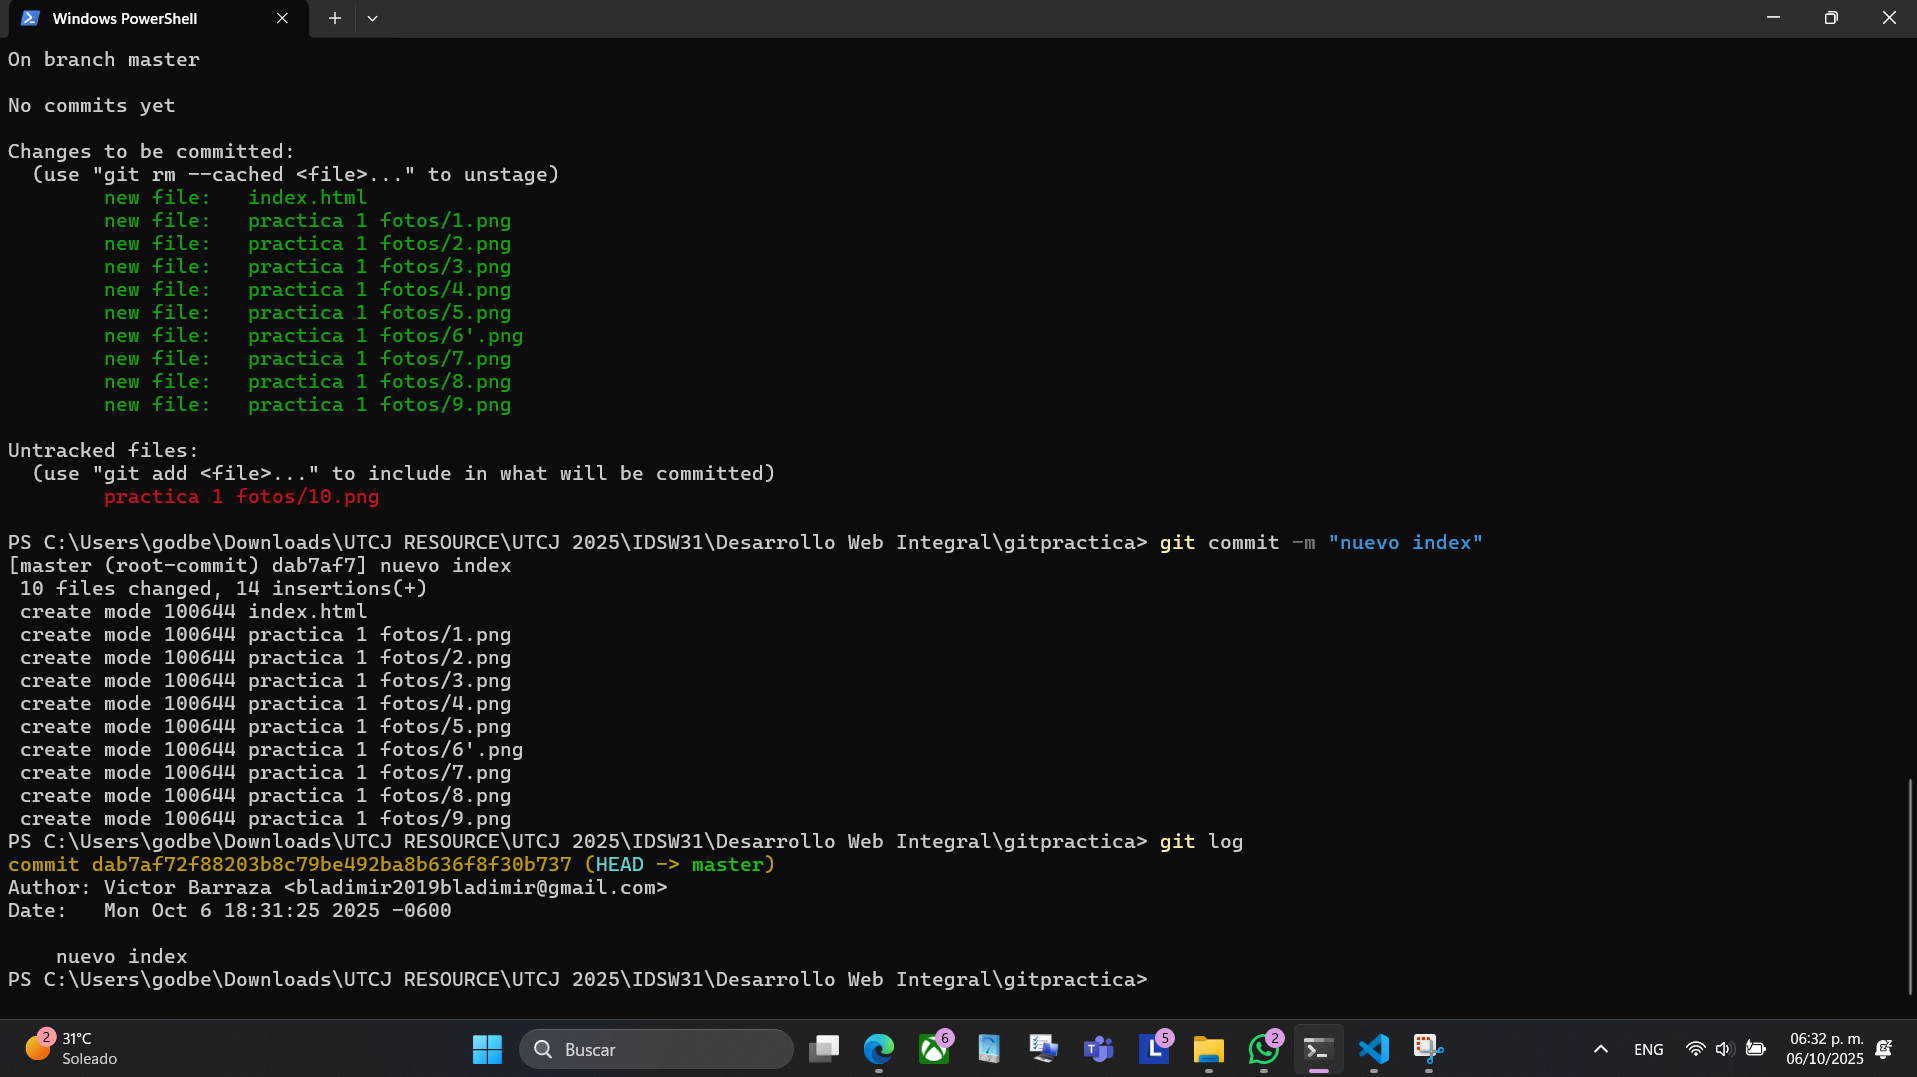 Windows PowerShell
On branch master
No commits yet
Changes to be committed:
  (use "git rm --cached <file>..." to unstage)
        new file:   index.html
        new file:   practica 1 fotos/1.png
        new file:   practica 1 fotos/2.png
        new file:   practica 1 fotos/3.png
        new file:   practica 1 fotos/4.png
        new file:   practica 1 fotos/5.png
        new file:   practica 1 fotos/6'.png
        new file:   practica 1 fotos/7.png
        new file:   practica 1 fotos/8.png
        new file:   practica 1 fotos/9.png
Untracked files:
  (use "git add <file>..." to include in what will be committed)
        practica 1 fotos/10.png
PS C:\Users\godbe\Downloads\UTCJ RESOURCE\UTCJ 2025\IDSW31\Desarrollo Web Integral\gitpractica> git commit -m "nuevo index"
[master (root-commit) dab7af7] nuevo index
 10 files changed, 14 insertions(+)
 create mode 100644 index.html
 create mode 100644 practica 1 fotos/1.png
 create mode 100644 practica 1 fotos/2.png
 create mode 100644 practica 1 fotos/3.png
 create mode 100644 practica 1 fotos/4.png
 create mode 100644 practica 1 fotos/5.png
 create mode 100644 practica 1 fotos/6'.png
 create mode 100644 practica 1 fotos/7.png
 create mode 100644 practica 1 fotos/8.png
 create mode 100644 practica 1 fotos/9.png
PS C:\Users\godbe\Downloads\UTCJ RESOURCE\UTCJ 2025\IDSW31\Desarrollo Web Integral\gitpractica> git log
commit dab7af72f88203b8c79be492ba8b636f8f30b737 (HEAD -> master)
Author: Victor Barraza <bladimir2019bladimir@gmail.com>
Date:   Mon Oct 6 18:31:25 2025 -0600
    nuevo index
PS C:\Users\godbe\Downloads\UTCJ RESOURCE\UTCJ 2025\IDSW31\Desarrollo Web Integral\gitpractica>
2
31°C
Soleado
Buscar
6
T
L
5
2
ENG
06:32 p. m.
06/10/2025